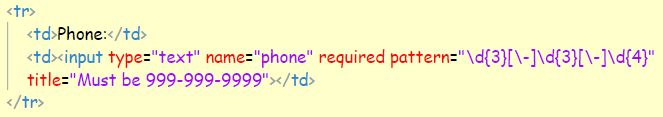 <tr>
<td>Phone:</td>
<td><input type="text" name="phone" required pattern="\d{3}[\-]\d{3}[\-]\d{4}"
title="Must be 999-999-9999"></td>
</tr>